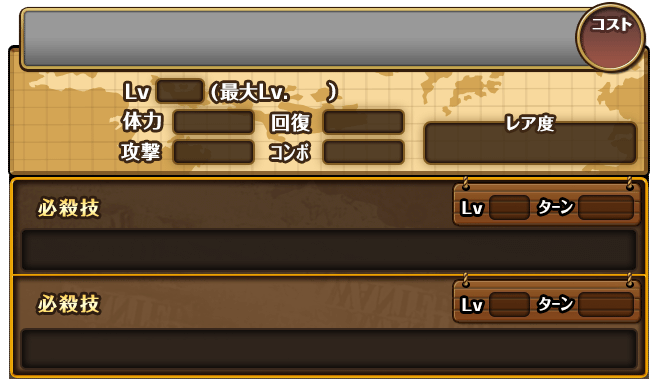 コスト
Lv (最大Lv. )
体力 回復
レア度
攻撃 コンボ
必殺技 Lv ターン
必殺技 Lv ターン